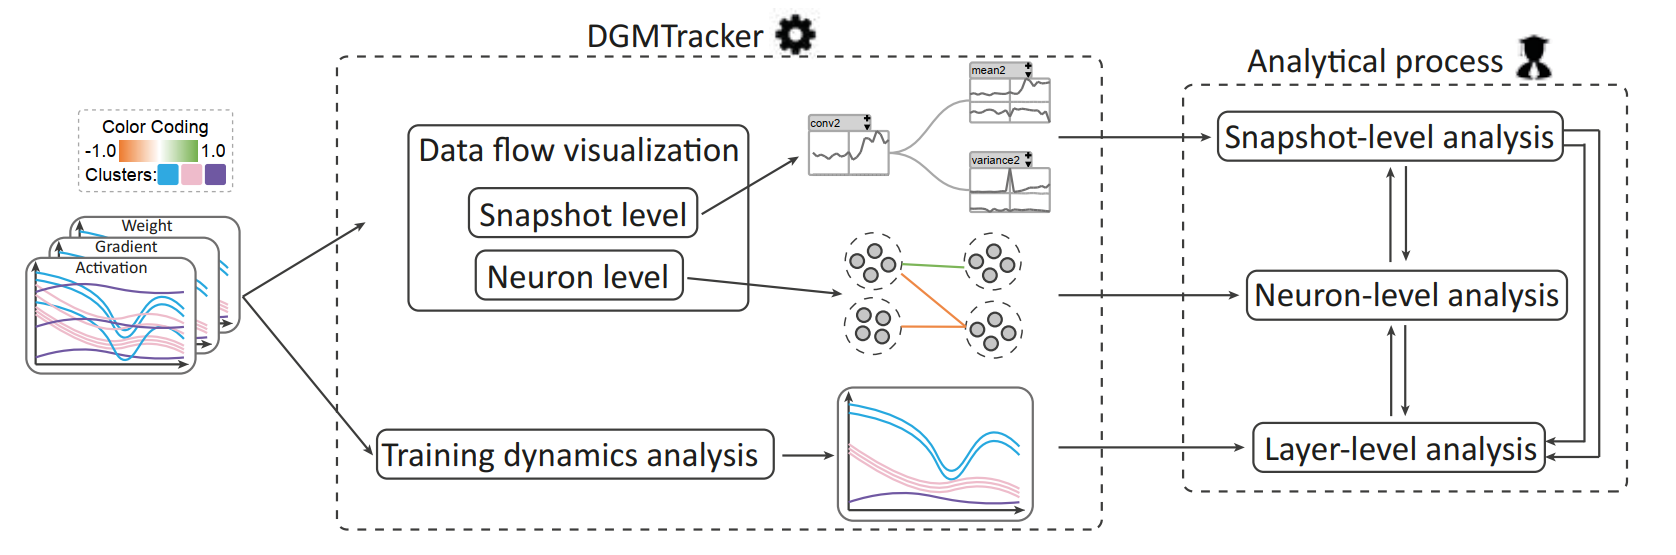 DGMTracker
Analytical process
Color Coding
-1.0 1.0
Clusters:
Weight
Gradient
Activation
Data flow visualization
Snapshot level
Neuron level
Training dynamics analysis
conv2
mean2
variance2
Snapshot-level analysis
Neuron-level analysis
Layer-level analysis